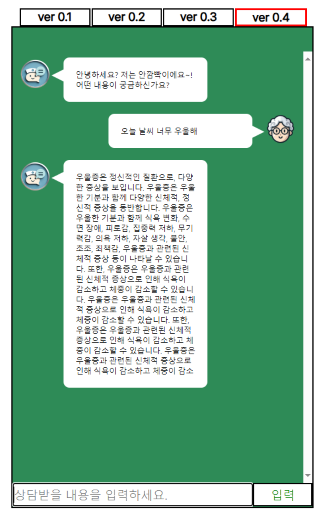 ver 0.1 ver 0.2 ver 0.3 ver 0.4
안녕하세요? 저는 안깜빡이에요~!
어떤 내용이 궁금하신가요?
오늘 날씨 너무 우울해
우울증은 정신적인 질환으로, 다양
한 증상을 보입니다. 우울증은 우울
한 기분과 함께 다양한 신체적, 정
신적 증상을 동반합니다. 우울증은
우울한 기분과 함께 식욕 변화, 수
면 장애, 피로감, 집중력 저하, 무기
력감, 의욕 저하, 자살 생각, 불안,
초조, 죄책감, 우울증과 관련된 신
체적 증상 등이 나타날 수 있습니
다. 또한, 우울증은 우울증과 관련
된 신체적 증상으로 인해 식욕이
감소하고 체중이 감소할 수 있습니
다. 우울증은 우울증과 관련된 신체
적 증상으로 인해 식욕이 감소하고
체중이 감소할 수 있습니다. 또한,
우울증은 우울증과 관련된 신체적
증상으로 인해 식욕이 감소하고 체
중이 감소할 수 있습니다. 우울증은
우울증과 관련된 신체적 증상으로
인해 식욕이 감소하고 체중이 감소
상담받을 내용을 입력하세요. 입력